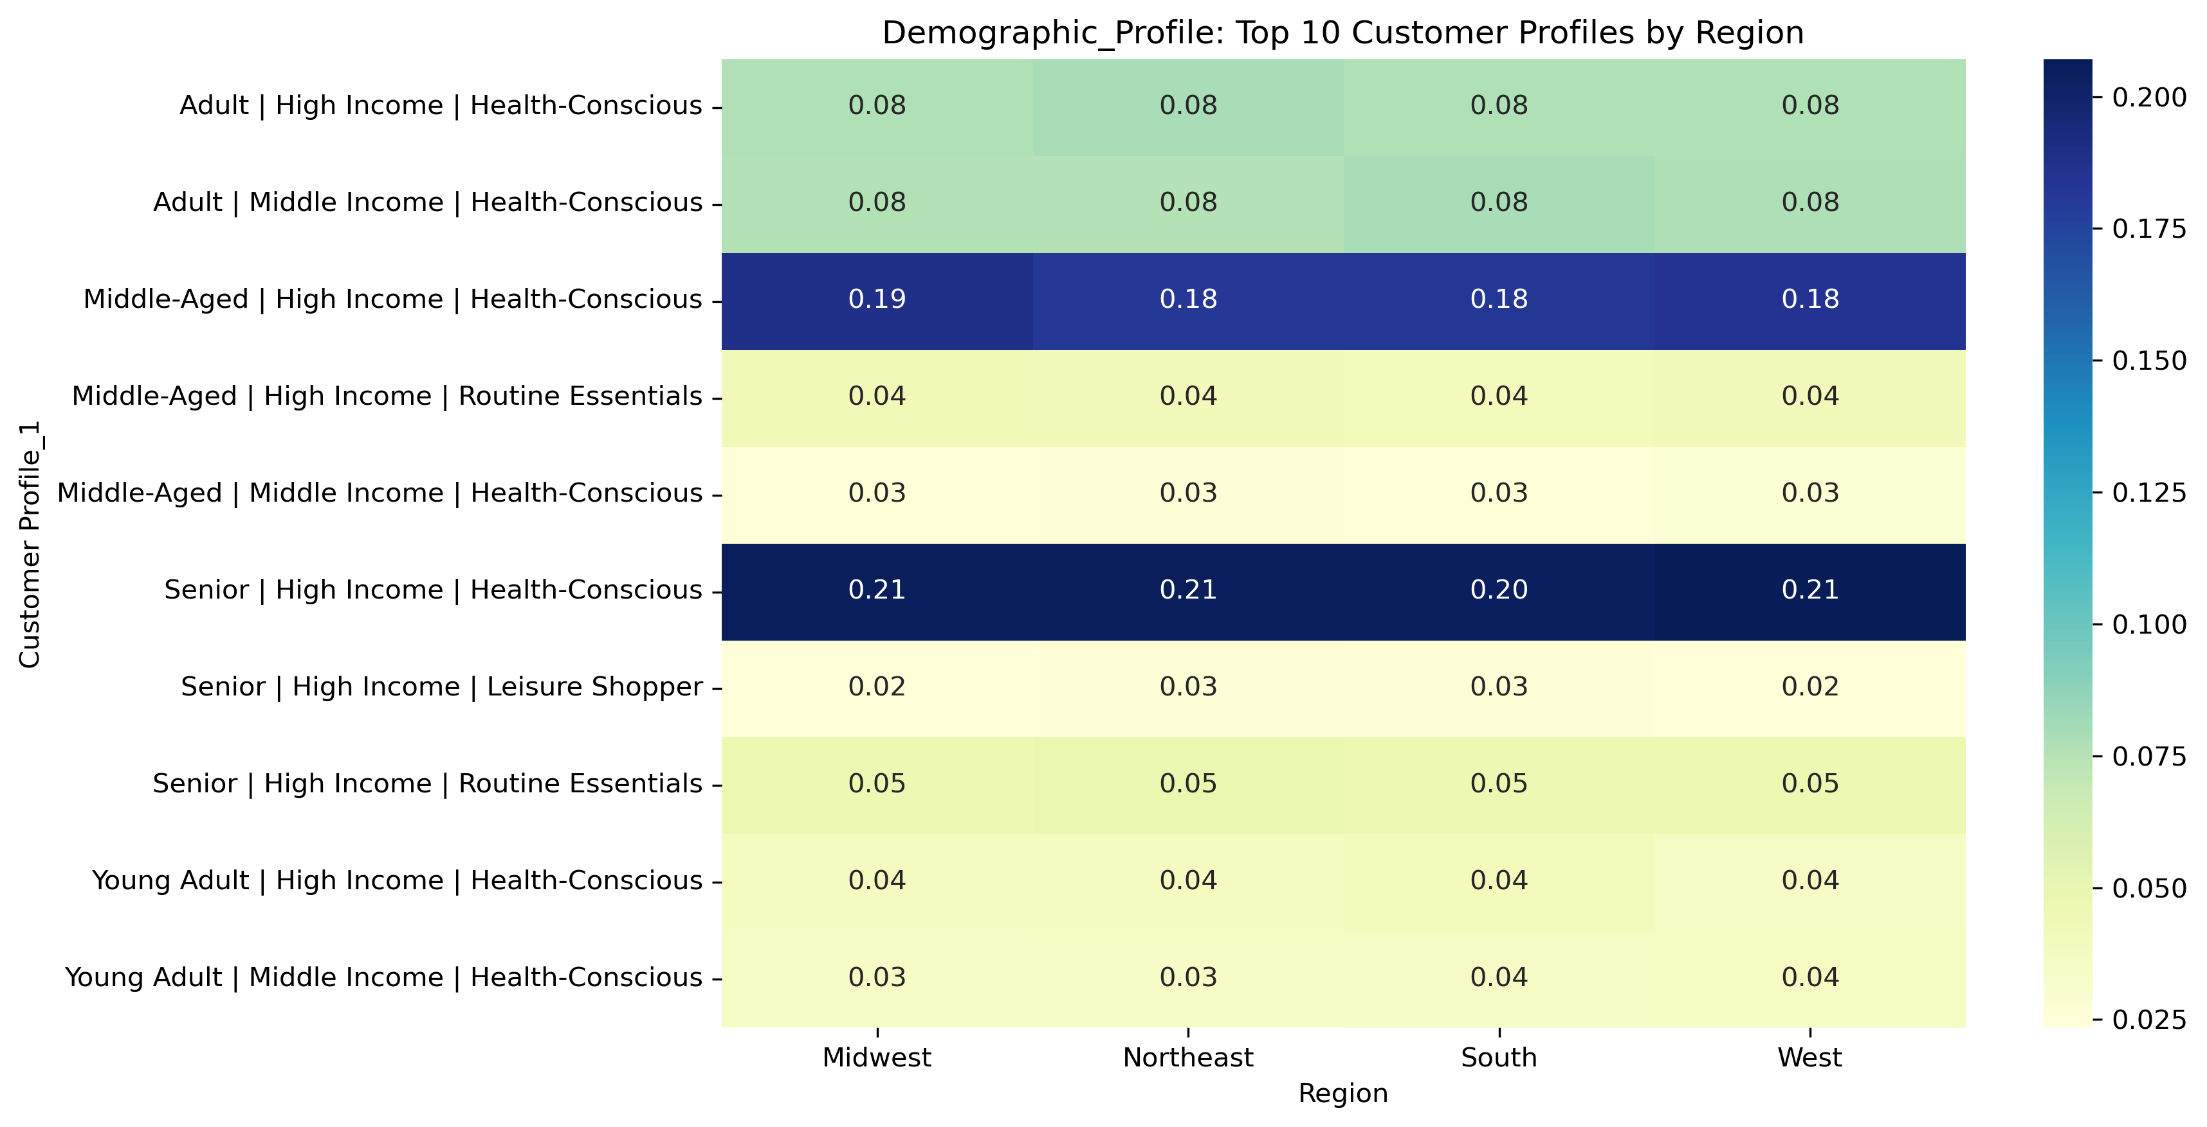 Demographic_Profile: Top 10 Customer Profiles by Region
Customer Profile_1
Adult | High Income | Health-Conscious 0.08 0.08 0.08 0.08
Adult | Middle Income | Health-Conscious 0.08 0.08 0.08 0.08
Middle-Aged | High Income | Health-Conscious 0.19 0.18 0.18 0.18
Middle-Aged | High Income | Routine Essentials 0.04 0.04 0.04 0.04
Middle-Aged | Middle Income | Health-Conscious 0.03 0.03 0.03 0.03
Senior | High Income | Health-Conscious 0.21 0.21 0.20 0.21
Senior | High Income | Leisure Shopper 0.02 0.03 0.03 0.02
Senior | High Income | Routine Essentials 0.05 0.05 0.05 0.05
Young Adult | High Income | Health-Conscious 0.04 0.04 0.04 0.04
Young Adult | Middle Income | Health-Conscious 0.03 0.03 0.04 0.04
Midwest Northeast South West
Region
0.200
0.175
0.150
0.125
0.100
0.075
0.050
0.025